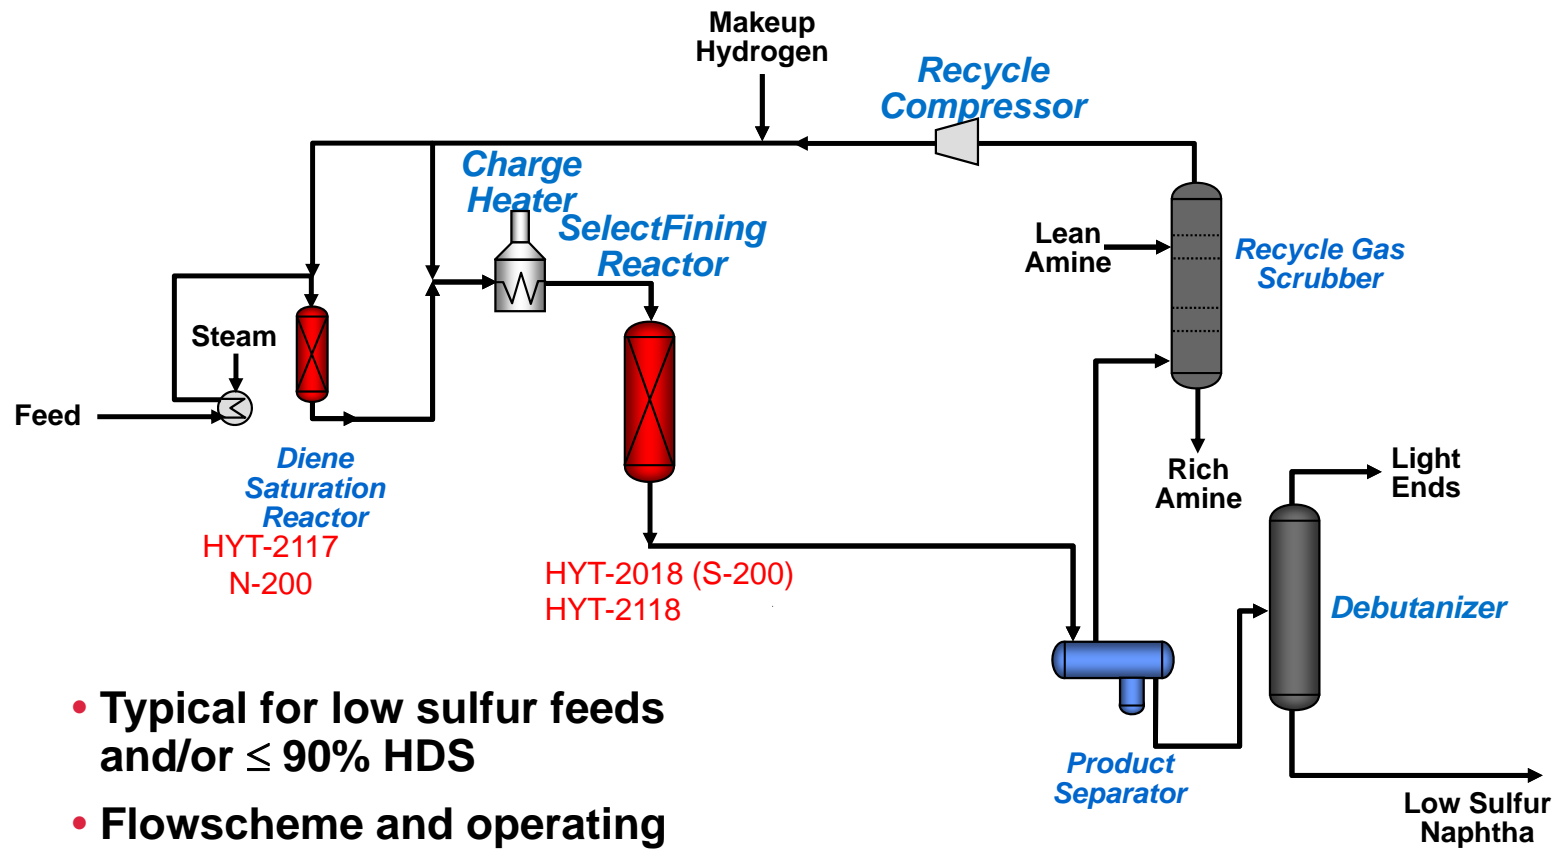 Makeup
Hydrogen
Recycle
Compressor
Charge
Heater
SelectFining
Reactor
Lean
Amine
Recycle Gas
Scrubber
Steam
Feed
Diene
Saturation
Reactor
HYT-2117
N-200
HYT-2018 (S-200)
HYT-2118
Rich
Amine
Light
Ends
Debutanizer
Product
Separator
Low Sulfur
Naphtha
• Typical for low sulfur feeds
and/or ≤ 90% HDS
• Flowscheme and operating